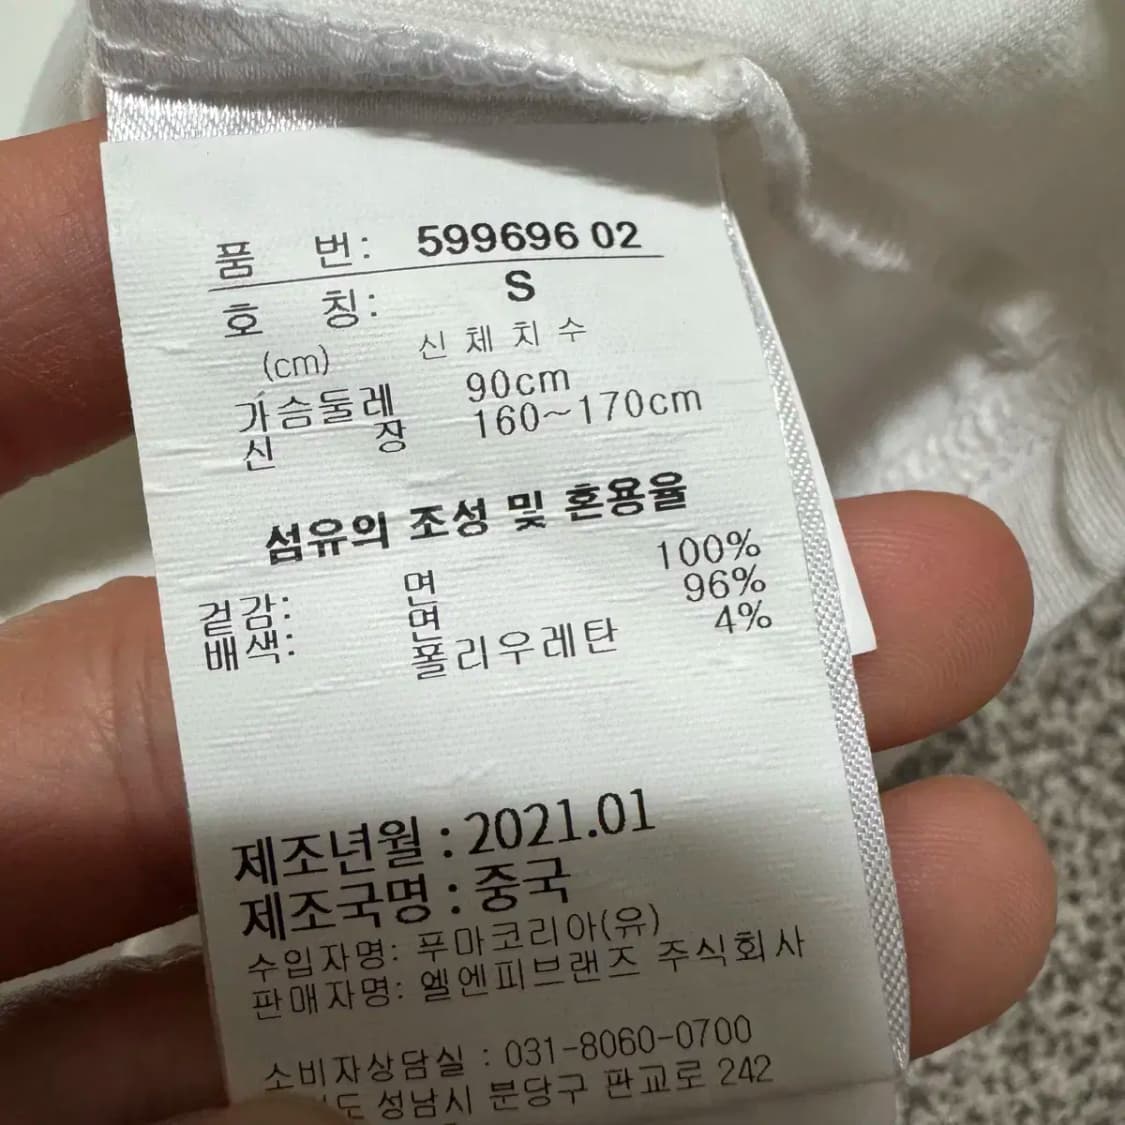 품 번: 599696 02
호 칭: S
(cm) 신체치수
가슴둘레 90cm
신 장 160~170cm
섬유의 조성 및 혼용율
겉감: 면 100%
배색: 면 96%
폴리우레탄 4%
제조년월 : 2021.01
제조국명 : 중국
수입자명: 푸마코리아(유)
판매자명: 엘엔피브랜즈 주식회사
소비자상담실 : 031-8060-0700
성남시 분당구 판교로 242